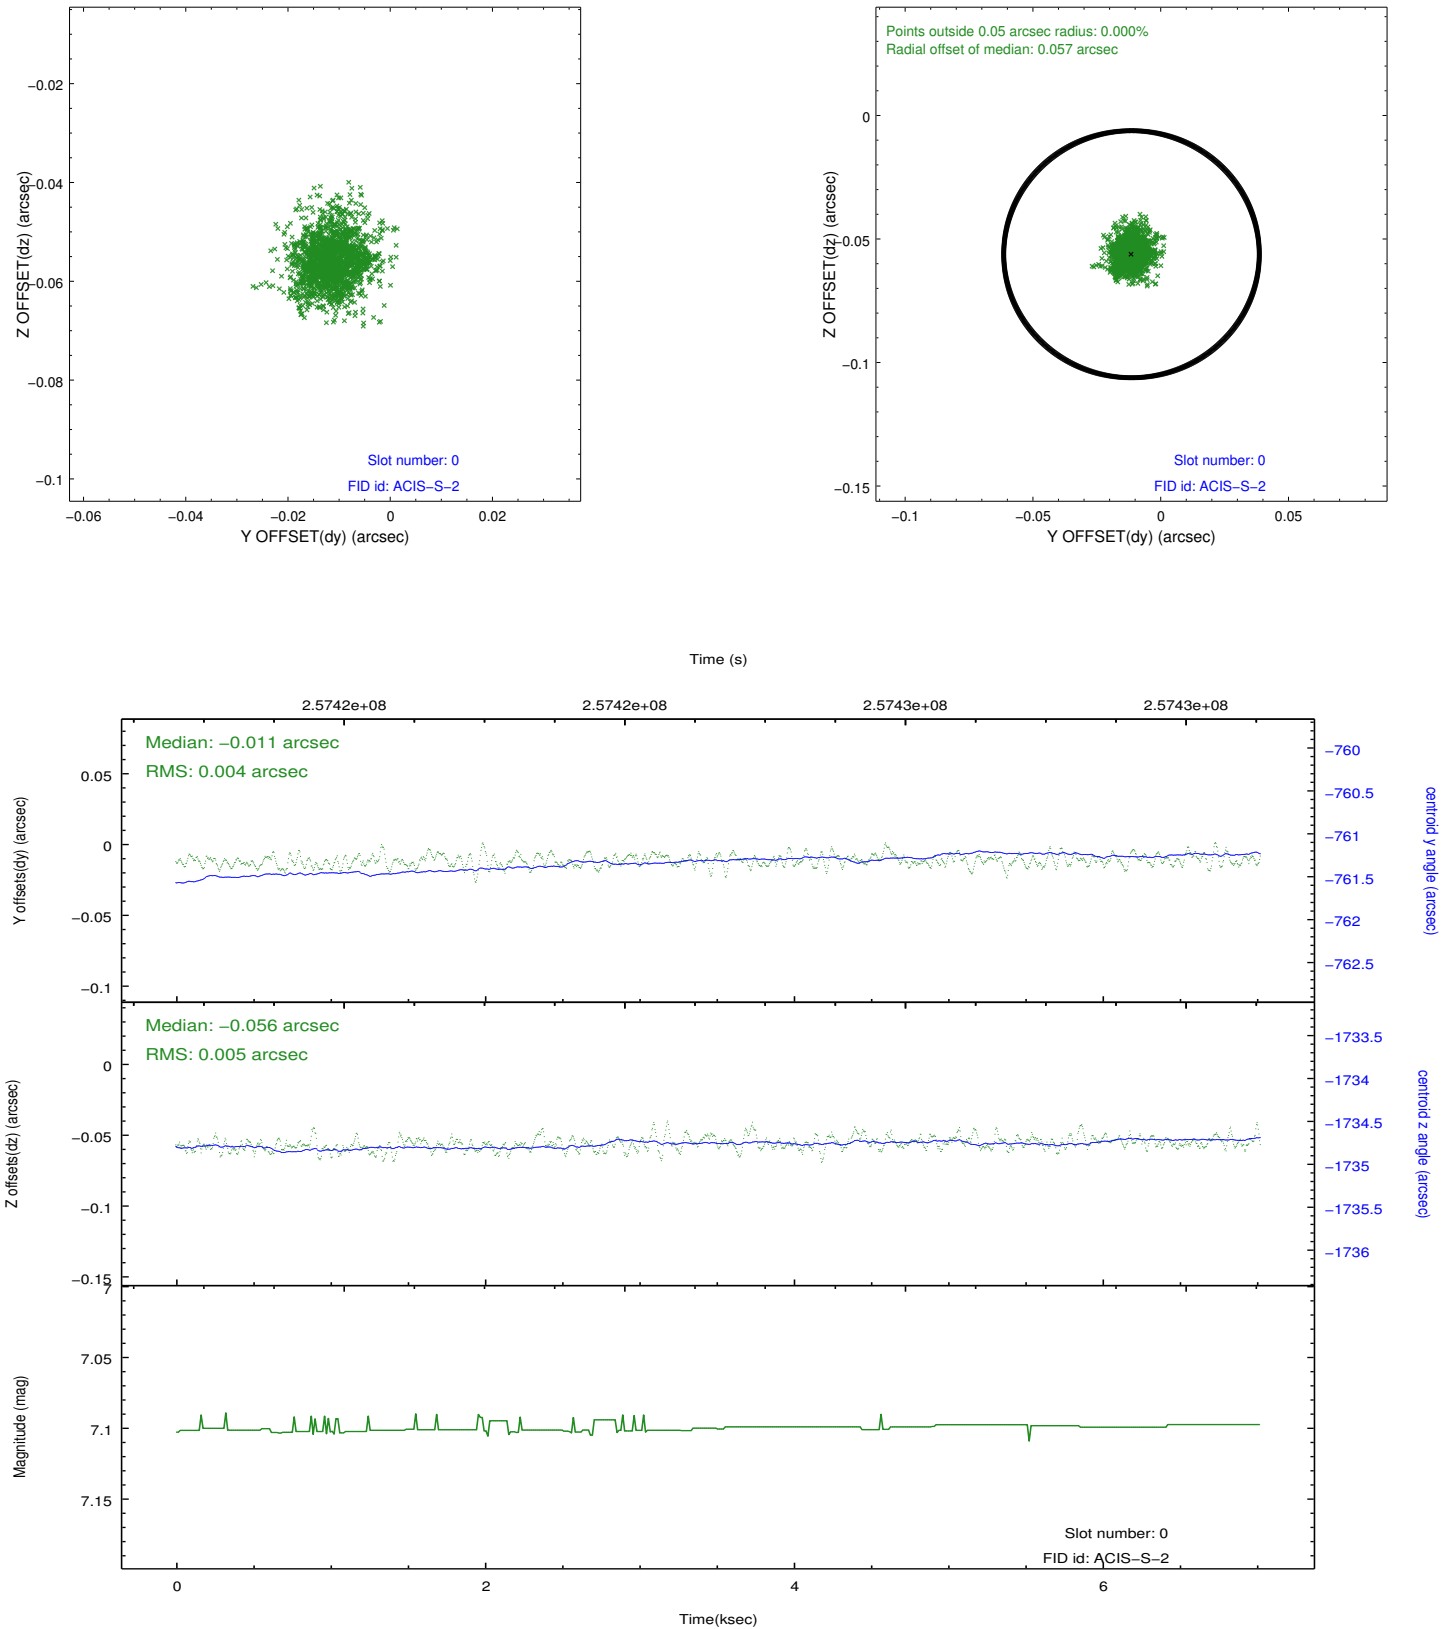 −0.02
−0.04
−0.06
−0.08
−0.1
Z OFFSET(dz) (arcsec)
Slot number: 0
FID id: ACIS−S−2
−0.06 −0.04 −0.02 0 0.02
Y OFFSET(dy) (arcsec)
Points outside 0.05 arcsec radius: 0.000%
Radial offset of median: 0.057 arcsec
0
−0.05
−0.1
−0.15
Z OFFSET(dz) (arcsec)
Slot number: 0
FID id: ACIS−S−2
−0.1 −0.05 0 0.05
Y OFFSET(dy) (arcsec)
Time (s)
2.5742e+08 2.5742e+08 2.5743e+08 2.5743e+08
Median: −0.011 arcsec
RMS: 0.004 arcsec
0.05
0
−0.05
−0.1
Y offsets(dy) (arcsec)
−760
−760.5
−761
−761.5
−762
−762.5
centroid y angle (arcsec)
Median: −0.056 arcsec
RMS: 0.005 arcsec
0
−0.05
−0.1
−0.15
Z offsets(dz) (arcsec)
−1733.5
−1734
−1734.5
−1735
−1735.5
−1736
centroid z angle (arcsec)
7
7.05
7.1
7.15
Magnitude (mag)
Slot number: 0
FID id: ACIS−S−2
0 2 4 6
Time(ksec)